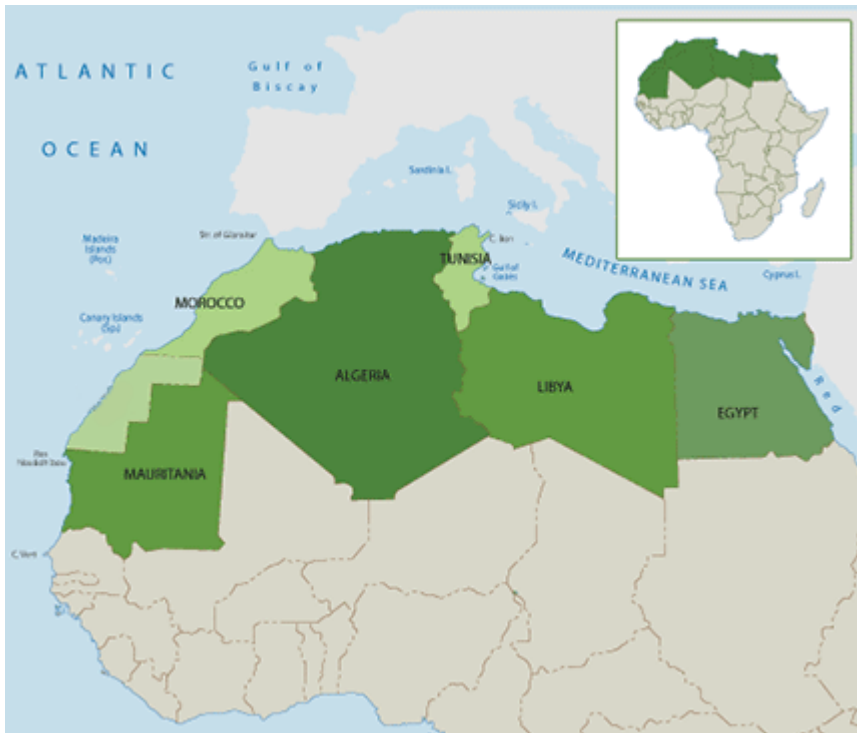 ATLANTIC
OCEAN
Gulf of
Biscay
Sardinia I.
Sicily I.
Str. of Gibraltar
C. Bon
Madeira
Islands
(Por.)
TUNISIA
Gulf of
Gabes
MEDITERRANEAN SEA
Cyprus I.
MOROCCO
Canary Islands
(Sp.)
ALGERIA
LIBYA
EGYPT
Red
MAURITANIA
C. Vert